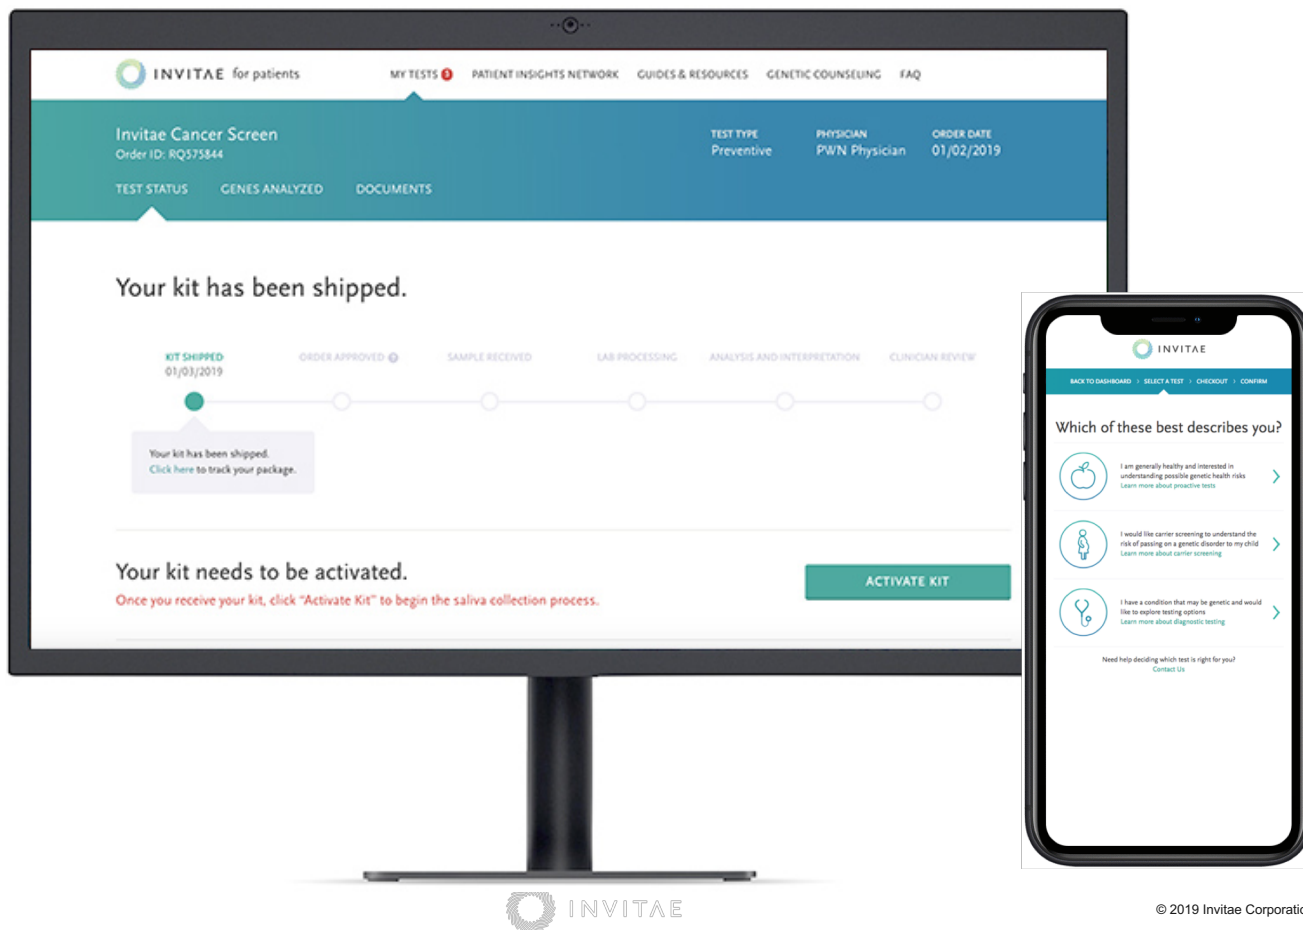 INVITAE for patients
MY TESTS 3 PATIENT INSIGHTS NETWORK GUIDES & RESOURCES GENETIC COUNSELING FAQ
Invitae Cancer Screen
Order ID: RQ575844
TEST TYPE
Preventive
PHYSICIAN
PWN Physician
ORDER DATE
01/02/2019
TEST STATUS GENES ANALYZED DOCUMENTS
Your kit has been shipped.
KIT SHIPPED
01/03/2019
ORDER APPROVED ?
SAMPLE RECEIVED
LAB PROCESSING
ANALYSIS AND INTERPRETATION
CLINICIAN REVIEW
Your kit has been shipped.
Click here to track your package.
Your kit needs to be activated.
Once you receive your kit, click “Activate Kit” to begin the saliva collection process.
ACTIVATE KIT
INVITAE
BACK TO DASHBOARD > SELECT A TEST > CHECKOUT > CONFIRM
Which of these best describes you?
I am generally healthy and interested in
understanding possible genetic health risks
Learn more about proactive tests
I would like carrier screening to understand the
risk of passing on a genetic disorder to my child
Learn more about carrier screening
I have a condition that may be genetic and would
like to explore testing options
Learn more about diagnostic testing
Need help deciding which test is right for you?
Contact Us
INVITAE
© 2019 Invitae Corporatio